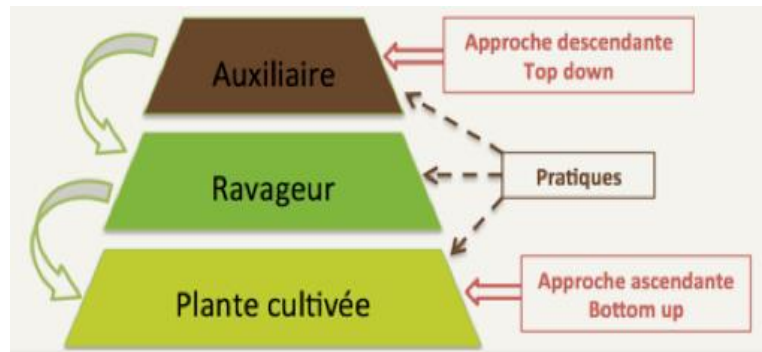 Auxiliaire
Approche descendante
Top down
Ravageur
Pratiques
Plante cultivée
Approche ascendante
Bottom up